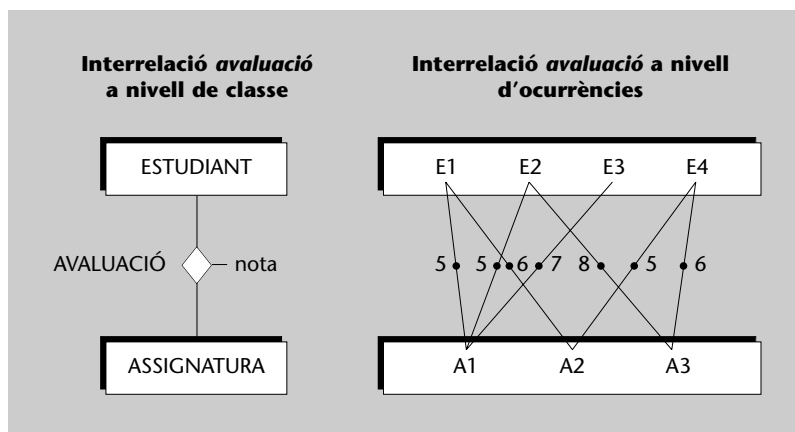 Interrelació avaluació
a nivell de classe
Interrelació avaluació a nivell
d'ocurrències
ESTUDIANT
AVALUACIÓ
nota
ASSIGNATURA
E1 E2 E3 E4
5 5 6 7 8 5 6
A1 A2 A3